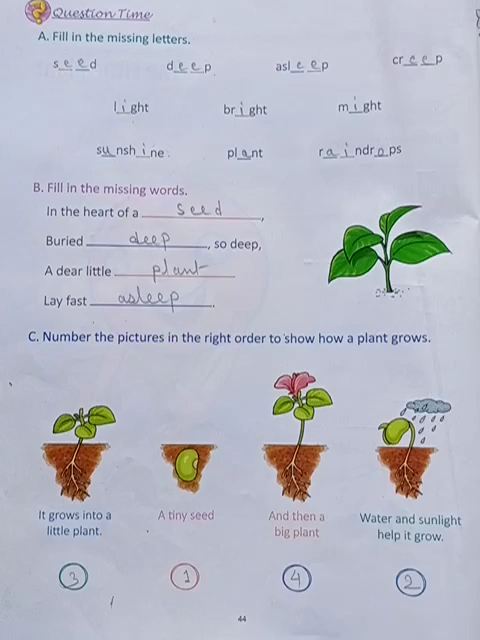 Question Time
A. Fill in the missing letters.
seed deep asleep creep
light bright might
sunshine. plant raindrops
B. Fill in the missing words.
In the heart of a seed,
Buried deep, so deep,
A dear little plant
Lay fast asleep.
C. Number the pictures in the right order to show how a plant grows.
It grows into a little plant.
A tiny seed
And then a big plant
Water and sunlight help it grow.
3 1 4 2
44